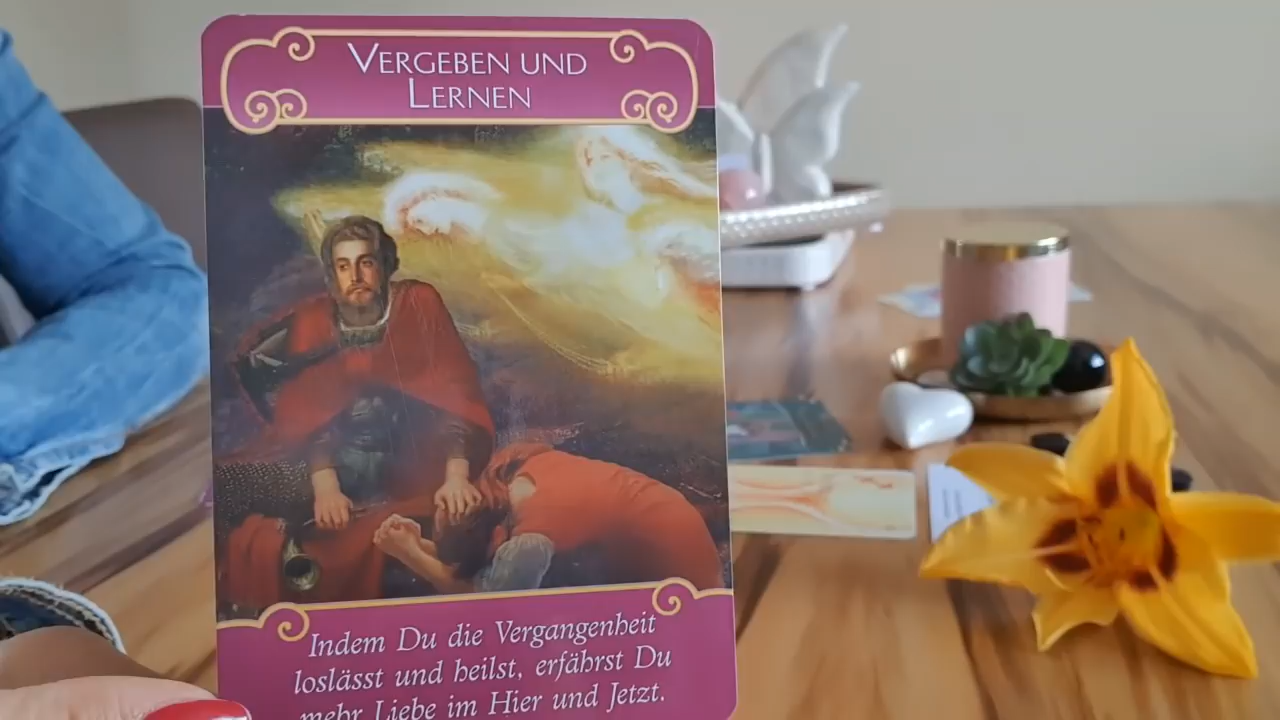 VERGEBEN UND
LERNEN
Indem Du die Vergangenheit
loslässt und heilst, erfährst Du
mehr Liebe im Hier und Jetzt.